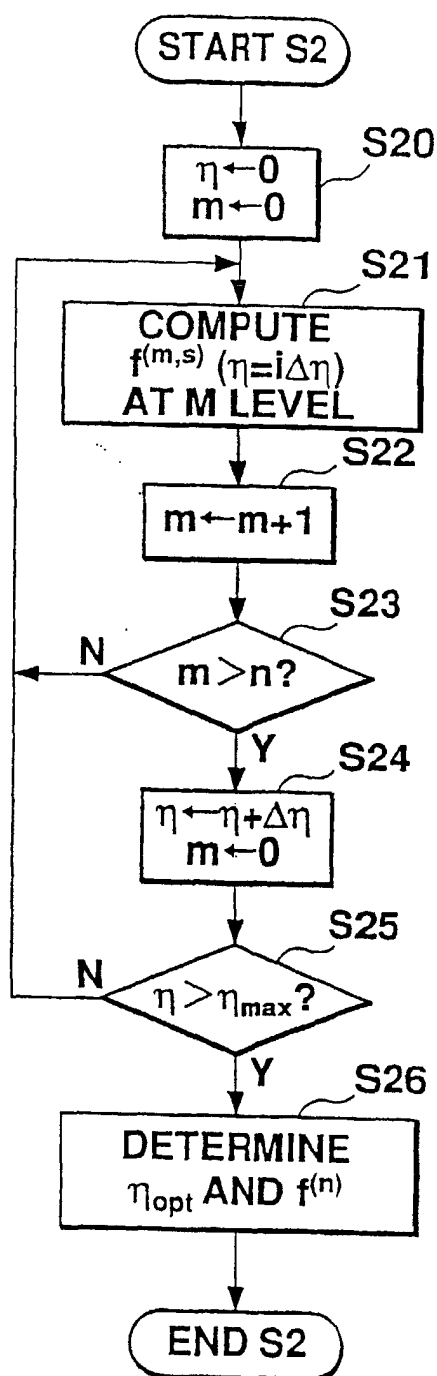 START S2
S20
η←0
m←0
S21
COMPUTE
f(m,s) (η=iΔη)
AT M LEVEL
S22
m←m+1
S23
N
m>n?
Y
S24
η←η+Δη
m←0
S25
N
η>ηmax?
Y
S26
DETERMINE
ηopt AND f(n)
END S2